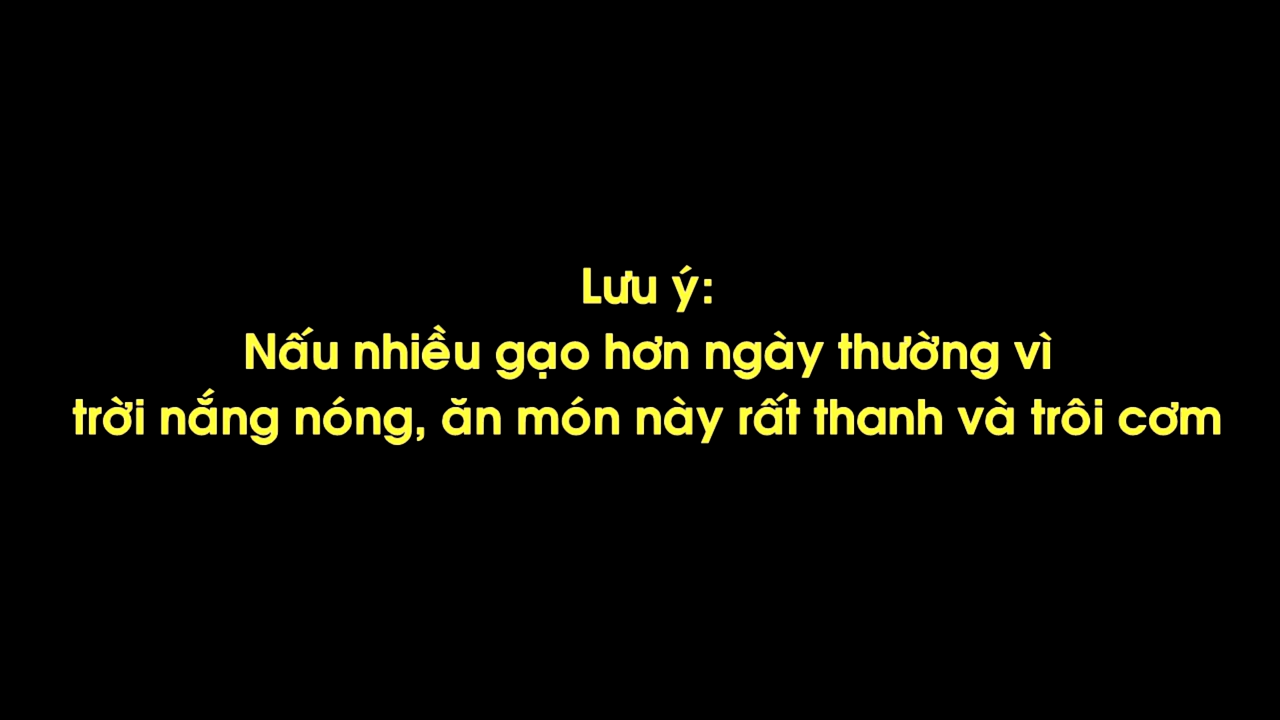 Lưu ý:
Nấu nhiều gạo hơn ngày thường vì
trời nắng nóng, ăn món này rất thanh và trôi cơm